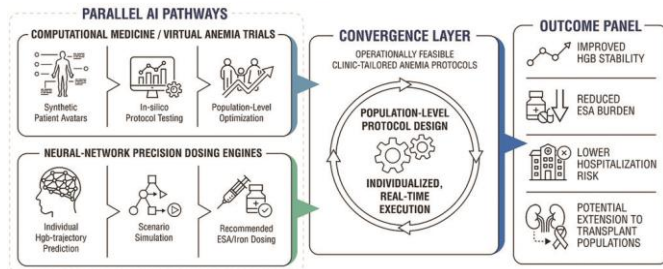 PARALLEL AI PATHWAYS
COMPUTATIONAL MEDICINE / VIRTUAL ANEMIA TRIALS
Synthetic
Patient Avatars
In-silico
Protocol Testing
Population-Level
Optimization
NEURAL-NETWORK PRECISION DOSING ENGINES
Individual
Hgb-trajectory
Prediction
Scenario
Simulation
Recommended
ESA/Iron Dosing
CONVERGENCE LAYER
OPERATIONALLY FEASIBLE
CLINIC-TAILORED ANEMIA PROTOCOLS
POPULATION-LEVEL
PROTOCOL DESIGN
INDIVIDUALIZED,
REAL-TIME
EXECUTION
OUTCOME PANEL
IMPROVED
HGB STABILITY
REDUCED
ESA BURDEN
LOWER
HOSPITALIZATION
RISK
POTENTIAL
EXTENSION TO
TRANSPLANT
POPULATIONS